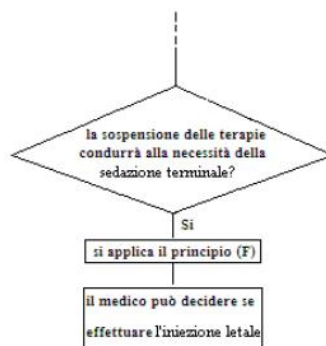 la sospensione delle terapie
condurrà alla necessità della
sedazione terminale?
Si
si applica il principio (F)
il medico può decidere se
effettuare l'iniezione letale